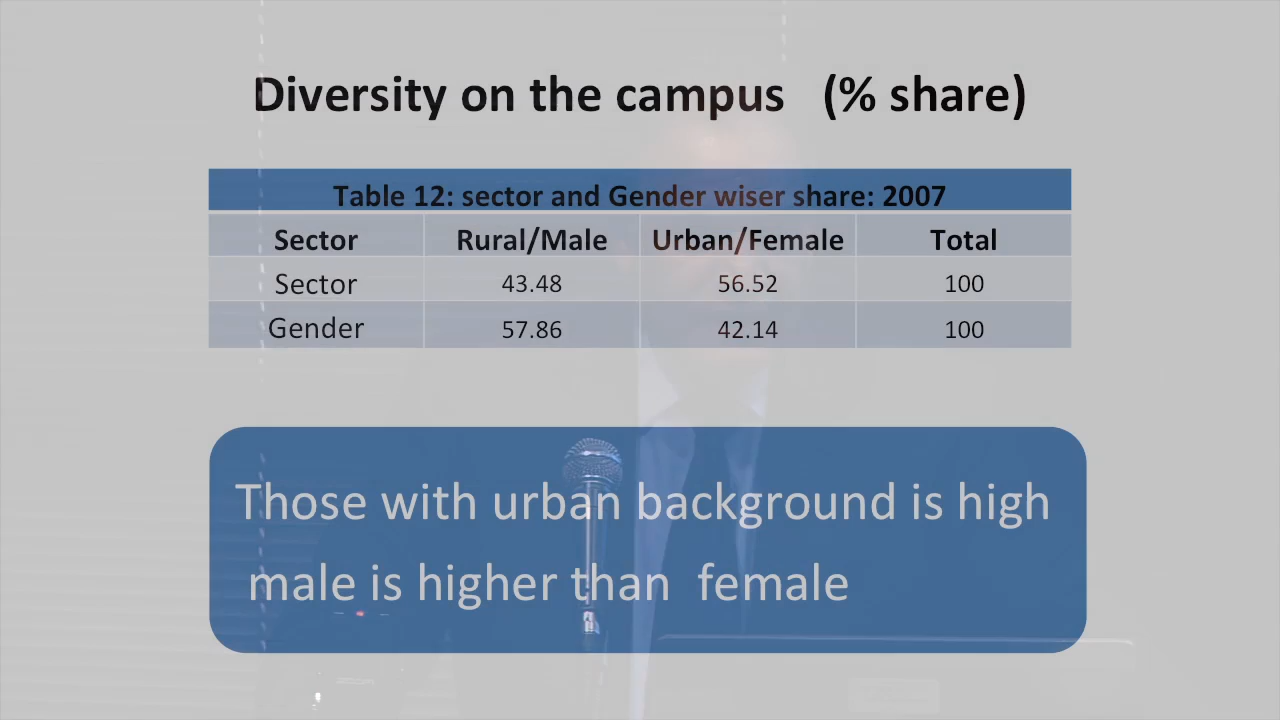 Diversity on the campus (% share)
Table 12: sector and Gender wiser share: 2007
Sector Rural/Male Urban/Female Total
Sector 43.48 56.52 100
Gender 57.86 42.14 100
Those with urban background is high
male is higher than female